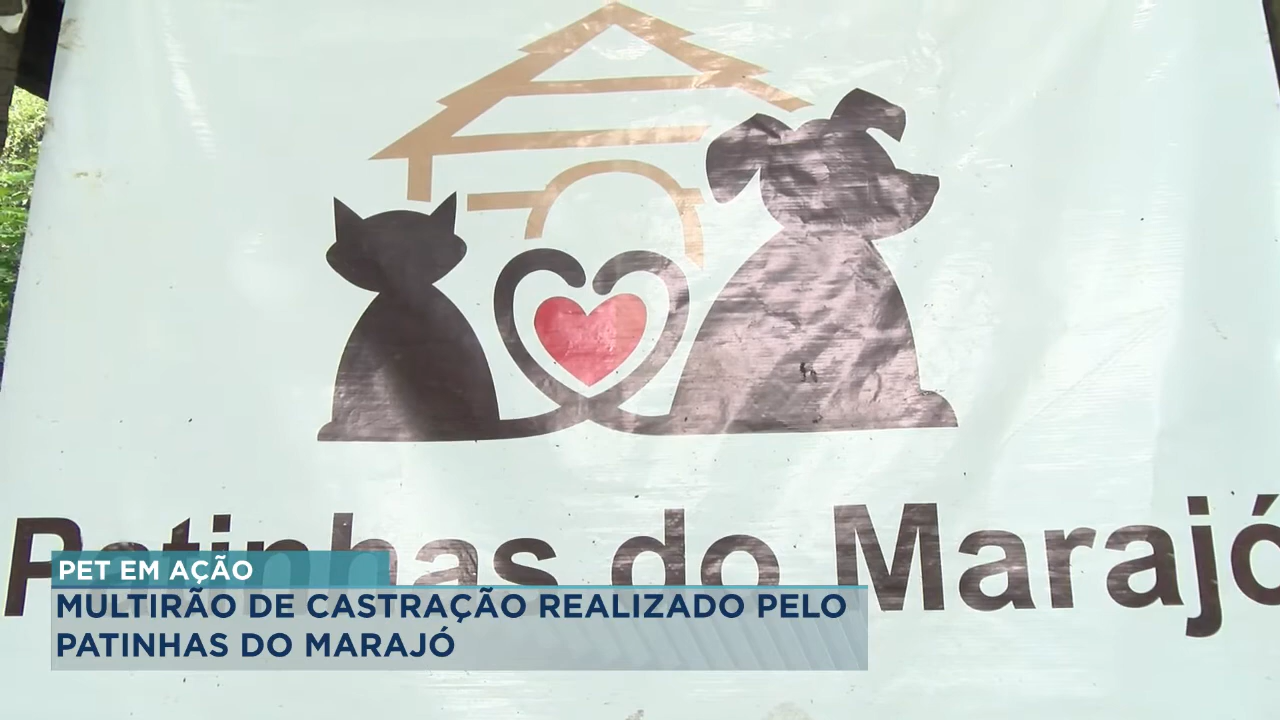 Patinhas do Marajó
PET EM AÇÃO
MULTIRÃO DE CASTRAÇÃO REALIZADO PELO
PATINHAS DO MARAJÓ